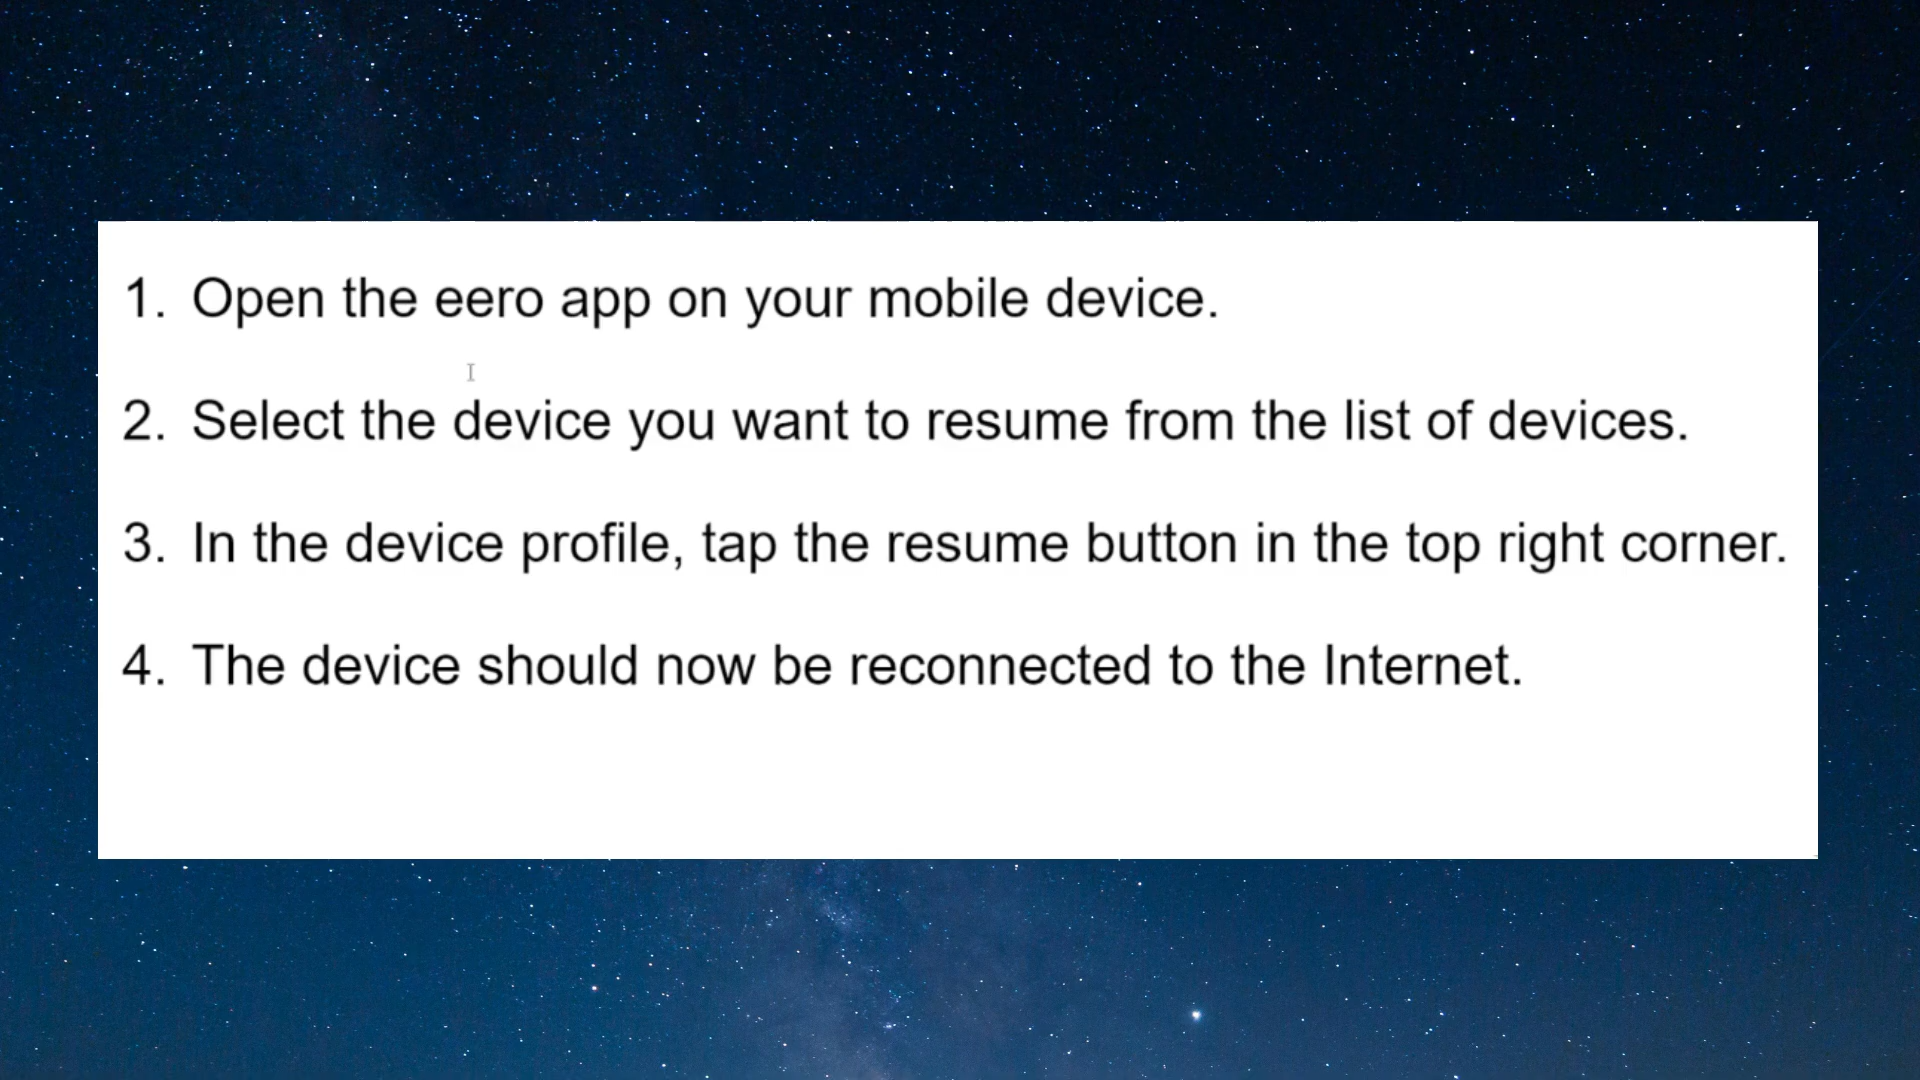 1. Open the eero app on your mobile device.
2. Select the device you want to resume from the list of devices.
3. In the device profile, tap the resume button in the top right corner.
4. The device should now be reconnected to the Internet.